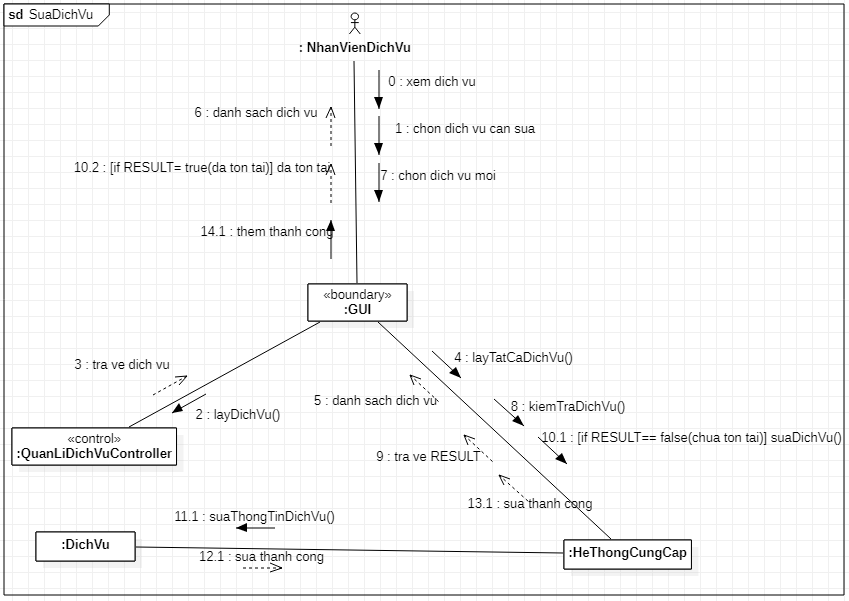 sd SuaDichVu
: NhanVienDichVu
0 : xem dich vu
6 : danh sach dich vu
1 : chon dich vu can sua
10.2 : [if RESULT= true(da ton tai)] da ton tai
7 : chon dich vu moi
14.1 : them thanh cong
«boundary»
:GUI
3 : tra ve dich vu
4 : layTatCaDichVu()
5 : danh sach dich vu
8 : kiemTraDichVu()
2 : layDichVu()
«control»
:QuanLiDichVuController
10.1 : [if RESULT== false(chua ton tai)] suaDichVu()
9 : tra ve RESULT
13.1 : sua thanh cong
11.1 : suaThongTinDichVu()
:DichVu
12.1 : sua thanh cong
:HeThongCungCap